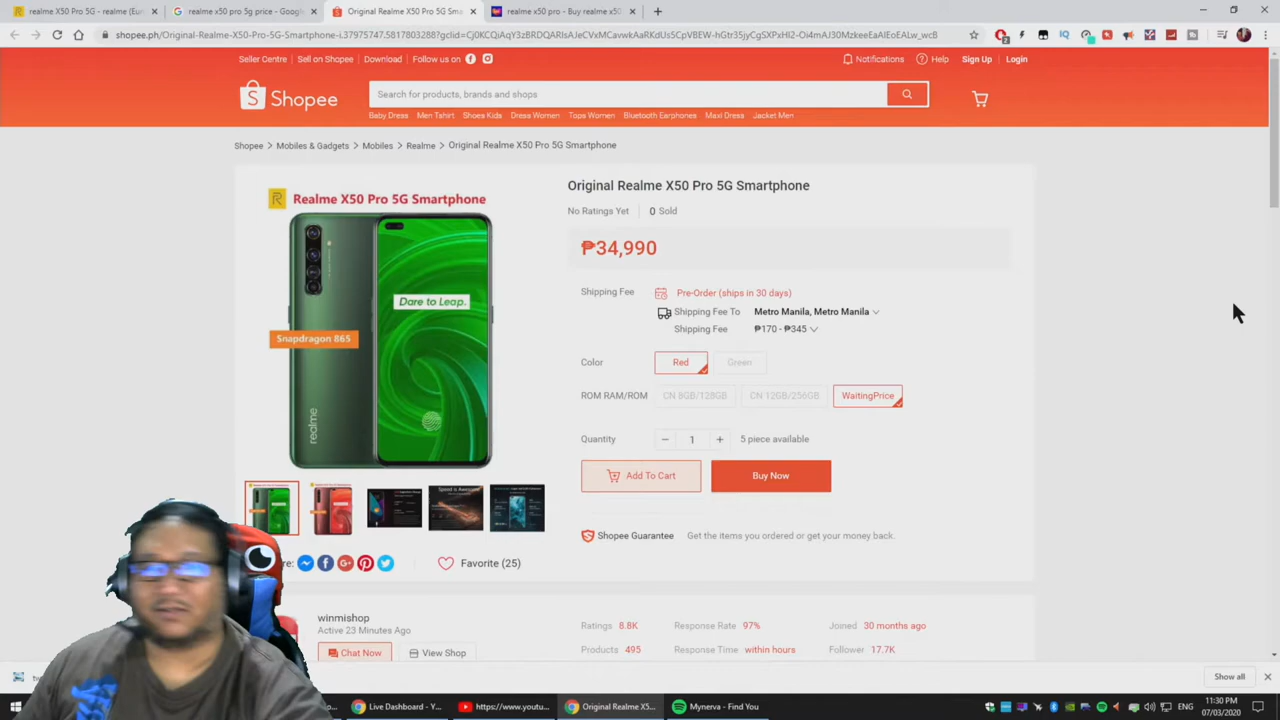 realme X50 Pro 5G - realme (Eur
realme x50 pro 5g price - Google
Original Realme X50 Pro 5G Sma
realme x50 pro - Buy realme x50
shopee.ph/Original-Realme-X50-Pro-5G-Smartphone-i.37975747.5817803288?gclid=
Seller Centre
Sell on Shopee
Download
Follow us on
Notifications
Help
Sign Up
Login
Shopee
Search for products, brands and shops
Baby Dress
Men Tshirt
Shoes Kids
Dress Women
Tops Women
Bluetooth Earphones
Maxi Dress
Jacket Men
Shopee > Mobiles & Gadgets > Mobiles > Realme > Original Realme X50 Pro 5G Smartphone
R Realme X50 Pro 5G Smartphone
Dare to Leap.
Snapdragon 865
realme
Original Realme X50 Pro 5G Smartphone
No Ratings Yet
0 Sold
₱34,990
Shipping Fee
Pre-Order (ships in 30 days)
Shipping Fee To
Metro Manila, Metro Manila
Shipping Fee
₱170 - ₱345
Color
Red
Green
ROM RAM/ROM
CN 8GB/128GB
CN 12GB/256GB
WaitingPrice
Quantity
− 1 +
5 piece available
Add To Cart
Buy Now
Shopee Guarantee
Get the items you ordered or get your money back.
Favorite (25)
winmishop
Active 23 Minutes Ago
Chat Now
View Shop
Ratings 8.8K
Response Rate 97%
Joined 30 months ago
Products 495
Response Time within hours
Follower 17.7K
Show all
Live Dashboard - Y...
https://www.youtu...
Original Realme X5...
Mynerva - Find You
ENG
11:30 PM
07/03/2020